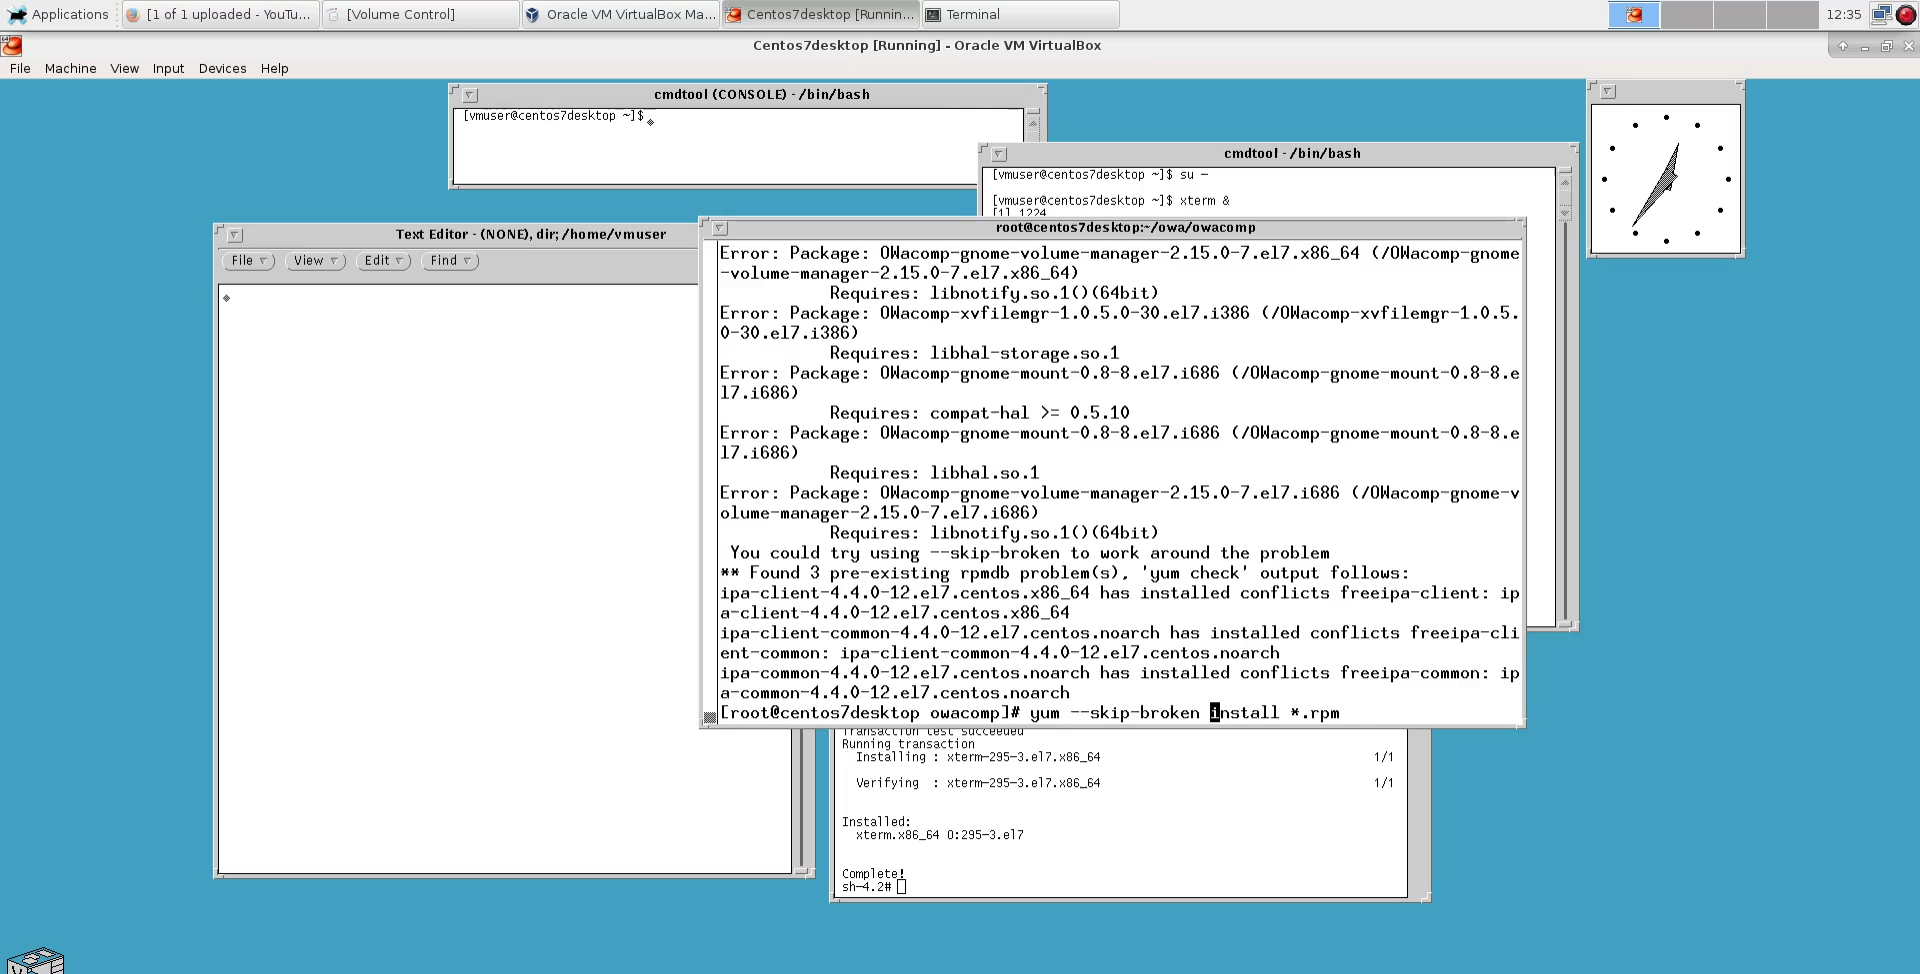 Applications
[1 of 1 uploaded - YouTu...
[Volume Control]
Oracle VM VirtualBox Ma...
Centos7desktop [Runnin...
Terminal
12:35
Centos7desktop [Running] - Oracle VM VirtualBox
File Machine View Input Devices Help
cmdtool (CONSOLE) - /bin/bash
[vmuser@centos7desktop ~]$
cmdtool - /bin/bash
[vmuser@centos7desktop ~]$ su -
[vmuser@centos7desktop ~]$ xterm &
[1] 1224
Text Editor - (NONE), dir; /home/vmuser
File View Edit Find
root@centos7desktop:~/owa/owacomp
Error: Package: OWacomp-gnome-volume-manager-2.15.0-7.el7.x86_64 (/OWacomp-gnome
-volume-manager-2.15.0-7.el7.x86_64)
Requires: libnotify.so.1()(64bit)
Error: Package: OWacomp-xvfilemgr-1.0.5.0-30.el7.i386 (/OWacomp-xvfilemgr-1.0.5.
0-30.el7.i386)
Requires: libhal-storage.so.1
Error: Package: OWacomp-gnome-mount-0.8-8.el7.i686 (/OWacomp-gnome-mount-0.8-8.e
l7.i686)
Requires: compat-hal >= 0.5.10
Error: Package: OWacomp-gnome-mount-0.8-8.el7.i686 (/OWacomp-gnome-mount-0.8-8.e
l7.i686)
Requires: libhal.so.1
Error: Package: OWacomp-gnome-volume-manager-2.15.0-7.el7.i686 (/OWacomp-gnome-v
olume-manager-2.15.0-7.el7.i686)
Requires: libnotify.so.1()(64bit)
You could try using --skip-broken to work around the problem
** Found 3 pre-existing rpmdb problem(s), 'yum check' output follows:
ipa-client-4.4.0-12.el7.centos.x86_64 has installed conflicts freeipa-client: ip
a-client-4.4.0-12.el7.centos.x86_64
ipa-client-common-4.4.0-12.el7.centos.noarch has installed conflicts freeipa-cli
ent-common: ipa-client-common-4.4.0-12.el7.centos.noarch
ipa-common-4.4.0-12.el7.centos.noarch has installed conflicts freeipa-common: ip
a-common-4.4.0-12.el7.centos.noarch
[root@centos7desktop owacomp]# yum --skip-broken install *.rpm
Transaction test succeeded
Running transaction
Installing : xterm-295-3.el7.x86_64 1/1
Verifying : xterm-295-3.el7.x86_64 1/1
Installed:
xterm.x86_64 0:295-3.el7
Complete!
sh-4.2#